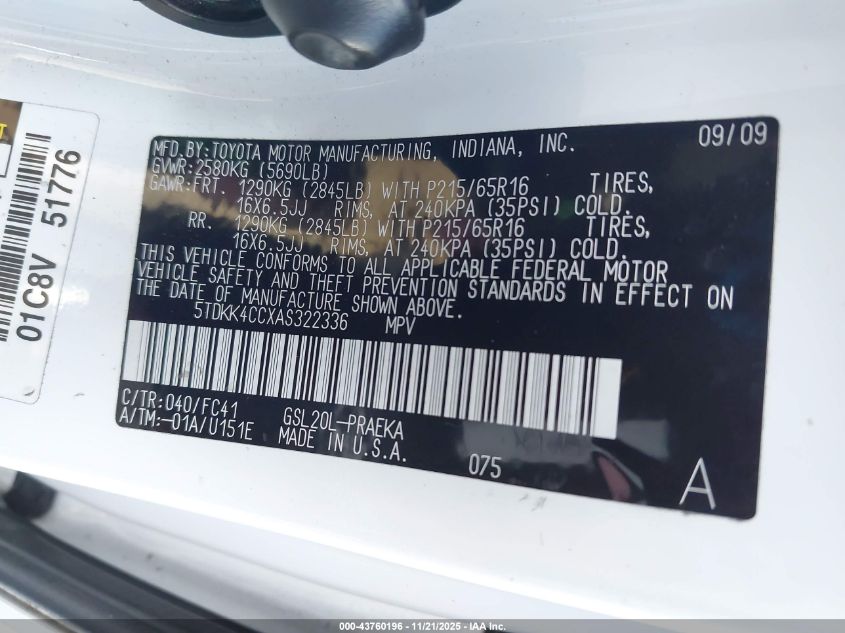 MFD.BY:TOYOTA MOTOR MANUFACTURING, INDIANA, INC. 09/09
GVWR:2580KG (5690LB)
GAWR:FRT. 1290KG (2845LB) WITH P215/65R16 TIRES,
16X6.5JJ RIMS, AT 240KPA (35PSI) COLD.
RR. 1290KG (2845LB) WITH P215/65R16 TIRES,
16X6.5JJ RIMS, AT 240KPA (35PSI) COLD.
THIS VEHICLE CONFORMS TO ALL APPLICABLE FEDERAL MOTOR
VEHICLE SAFETY AND THEFT PREVENTION STANDARDS IN EFFECT ON
THE DATE OF MANUFACTURE SHOWN ABOVE.
5TDKK4CCXAS322336 MPV
C/TR:040/FC41 GSL20L-PRAEKA
A/TM:-01A/U151E MADE IN U.S.A.
075
A
01C8V 51776
000-43760196 - 11/21/2025 - IAA Inc.